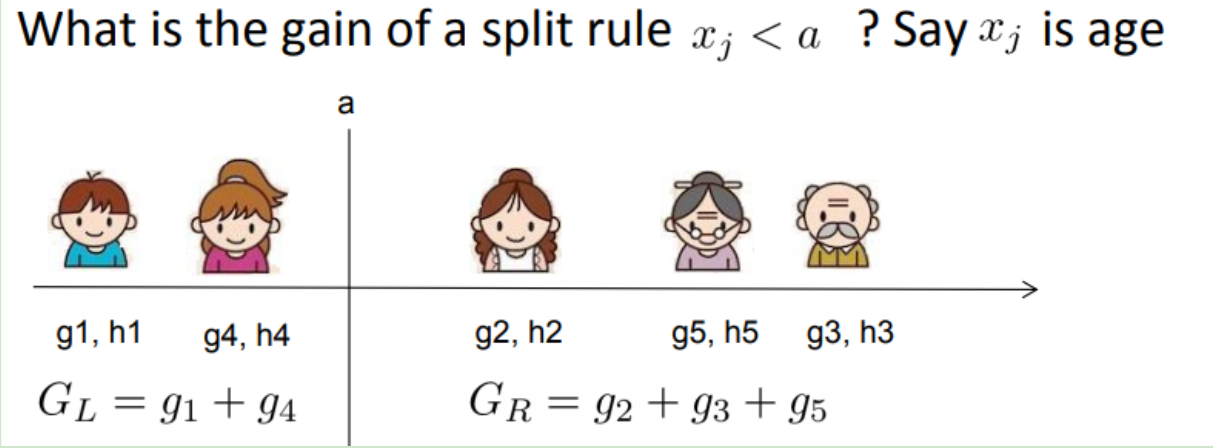 What is the gain of a split rule $x_j < a$ ? Say $x_j$ is age
a
g1, h1 g4, h4 g2, h2 g5, h5 g3, h3
$G_L = g_1 + g_4$ $G_R = g_2 + g_3 + g_5$